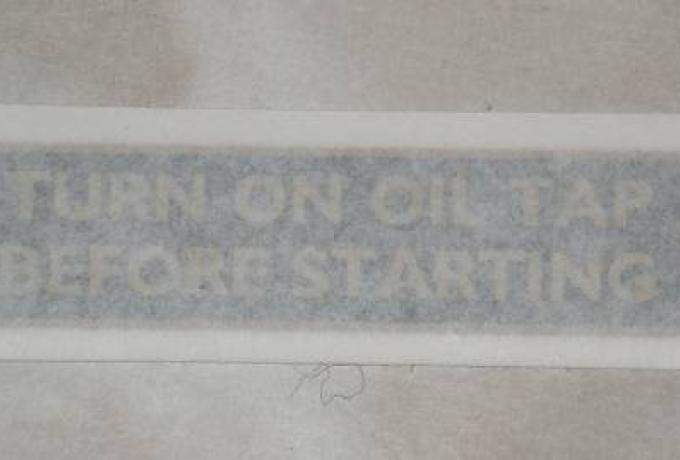 TURN ON OIL TAP
BEFORE STARTING